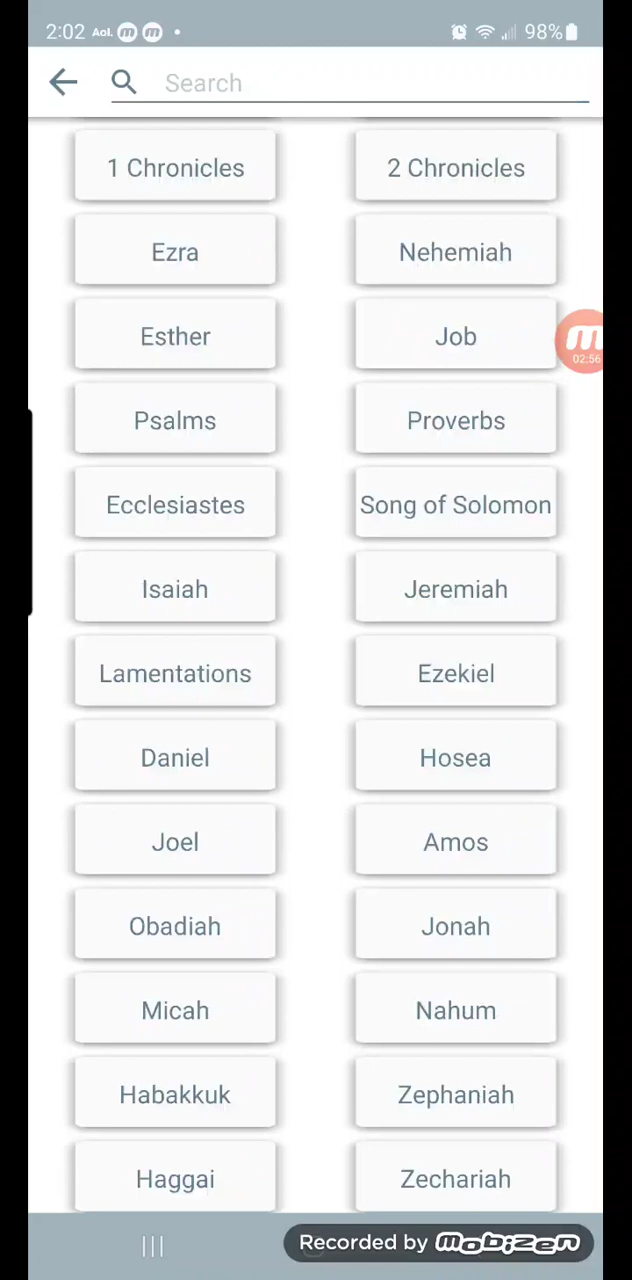 2:02 Aol. m m 98%
Search
1 Chronicles 2 Chronicles
Ezra Nehemiah
Esther Job
m
02:56
Psalms Proverbs
Ecclesiastes Song of Solomon
Isaiah Jeremiah
Lamentations Ezekiel
Daniel Hosea
Joel Amos
Obadiah Jonah
Micah Nahum
Habakkuk Zephaniah
Haggai Zechariah
Recorded by mobizen